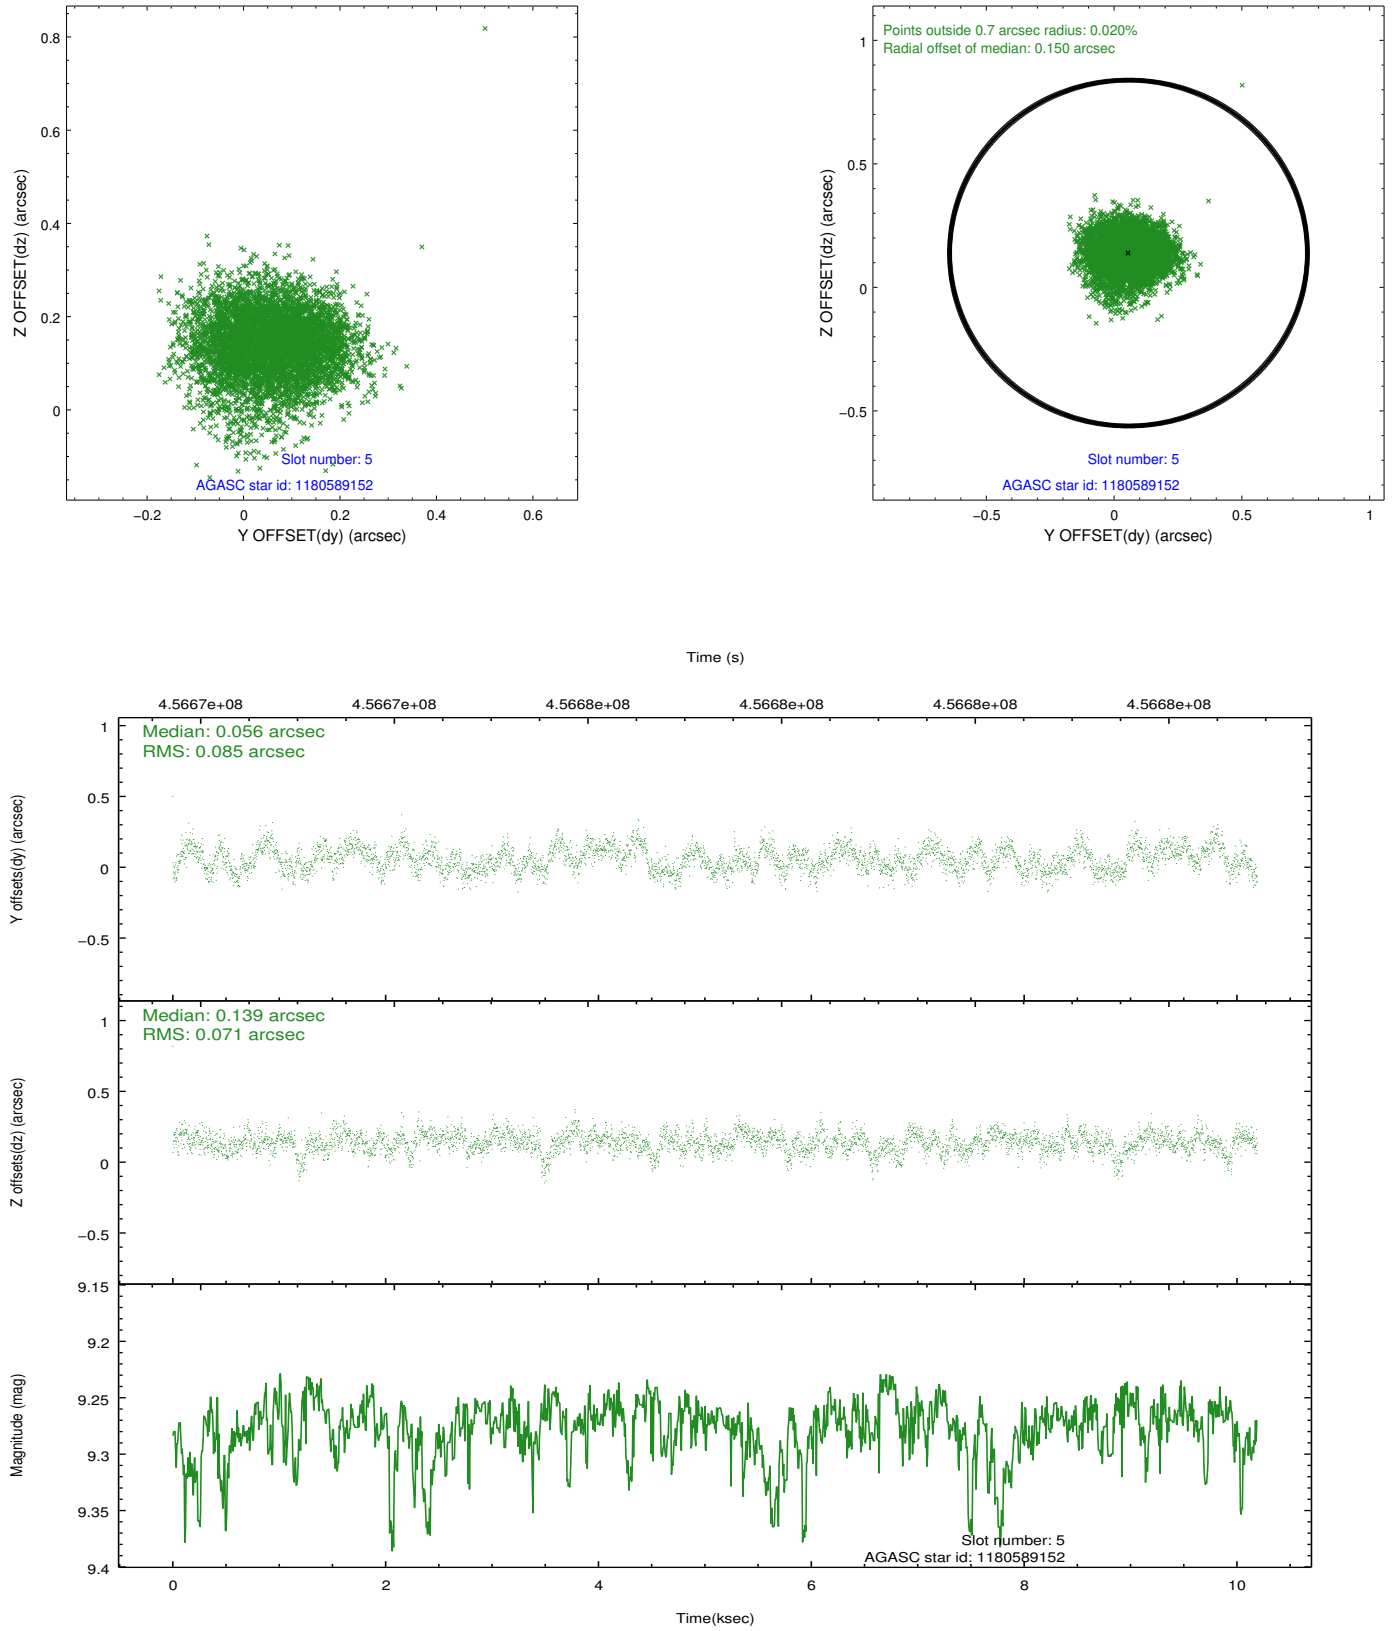 0.8
0.6
0.4
0.2
0
−0.2 0 0.2 0.4 0.6
Z OFFSET(dz) (arcsec)
Y OFFSET(dy) (arcsec)
Slot number: 5
AGASC star id: 1180589152
Points outside 0.7 arcsec radius: 0.020%
Radial offset of median: 0.150 arcsec
1
0.5
0
−0.5
−0.5 0 0.5 1
Z OFFSET(dz) (arcsec)
Y OFFSET(dy) (arcsec)
Slot number: 5
AGASC star id: 1180589152
Time (s)
4.5667e+08 4.5667e+08 4.5668e+08 4.5668e+08 4.5668e+08 4.5668e+08
Median: 0.056 arcsec
RMS: 0.085 arcsec
1
0.5
0
−0.5
Y offsets(dy) (arcsec)
Median: 0.139 arcsec
RMS: 0.071 arcsec
1
0.5
0
−0.5
Z offsets(dz) (arcsec)
9.15
9.2
9.25
9.3
9.35
9.4
Magnitude (mag)
Slot number: 5
AGASC star id: 1180589152
0 2 4 6 8 10
Time(ksec)